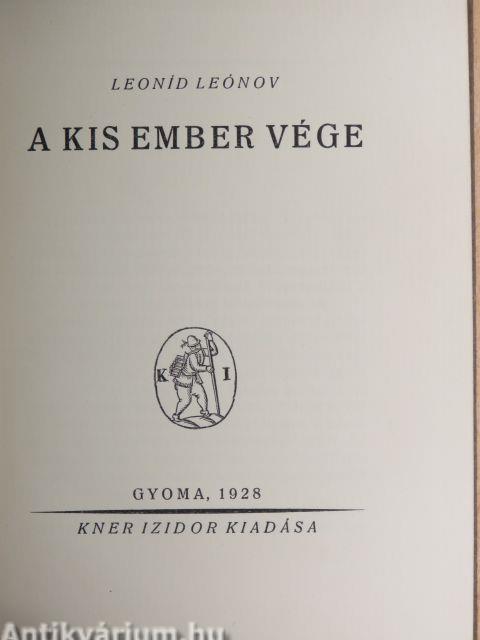 LEONÍD LEÓNOV
A KIS EMBER VÉGE
K I
GYOMA, 1928
KNER IZIDOR KIADÁSA
Antikvárium.hu